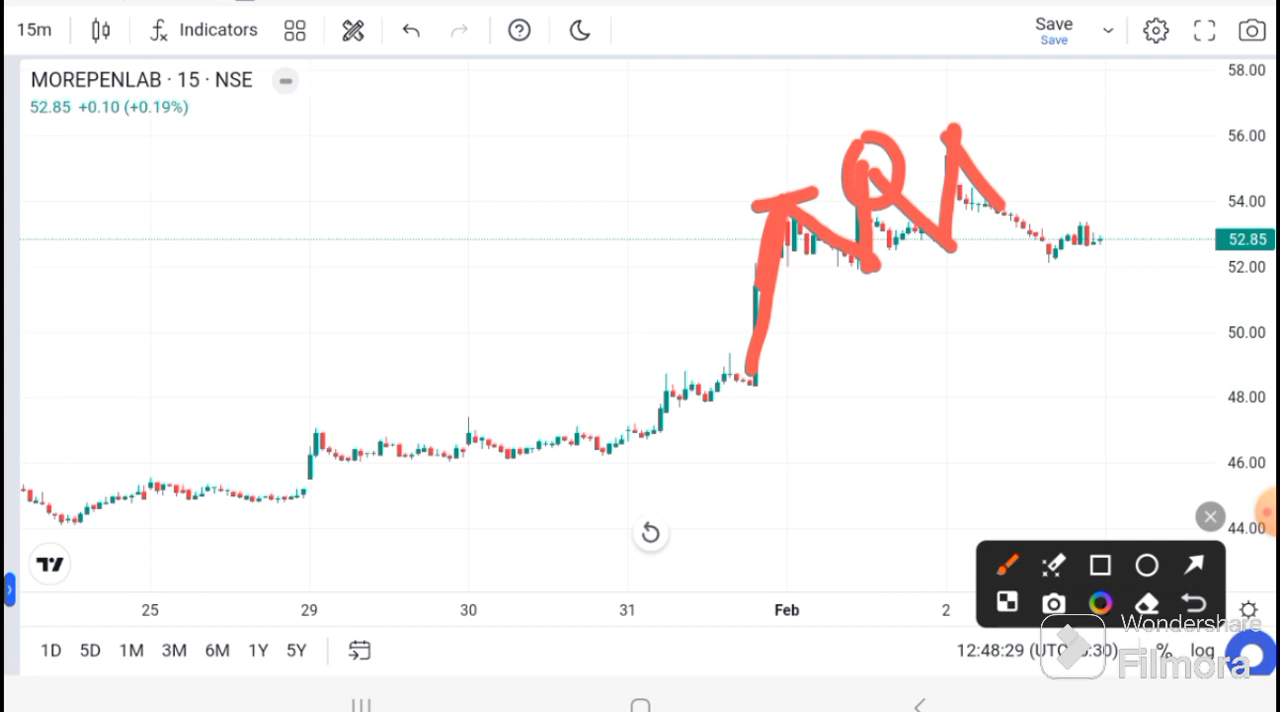 15m Indicators Save
Save
MOREPENLAB · 15 · NSE
52.85 +0.10 (+0.19%)
58.00
56.00
54.00
52.85
52.00
50.00
48.00
46.00
44.00
25 29 30 31 Feb 2
1D 5D 1M 3M 6M 1Y 5Y 12:48:29 (UTC % log
Wondershare
Filmora